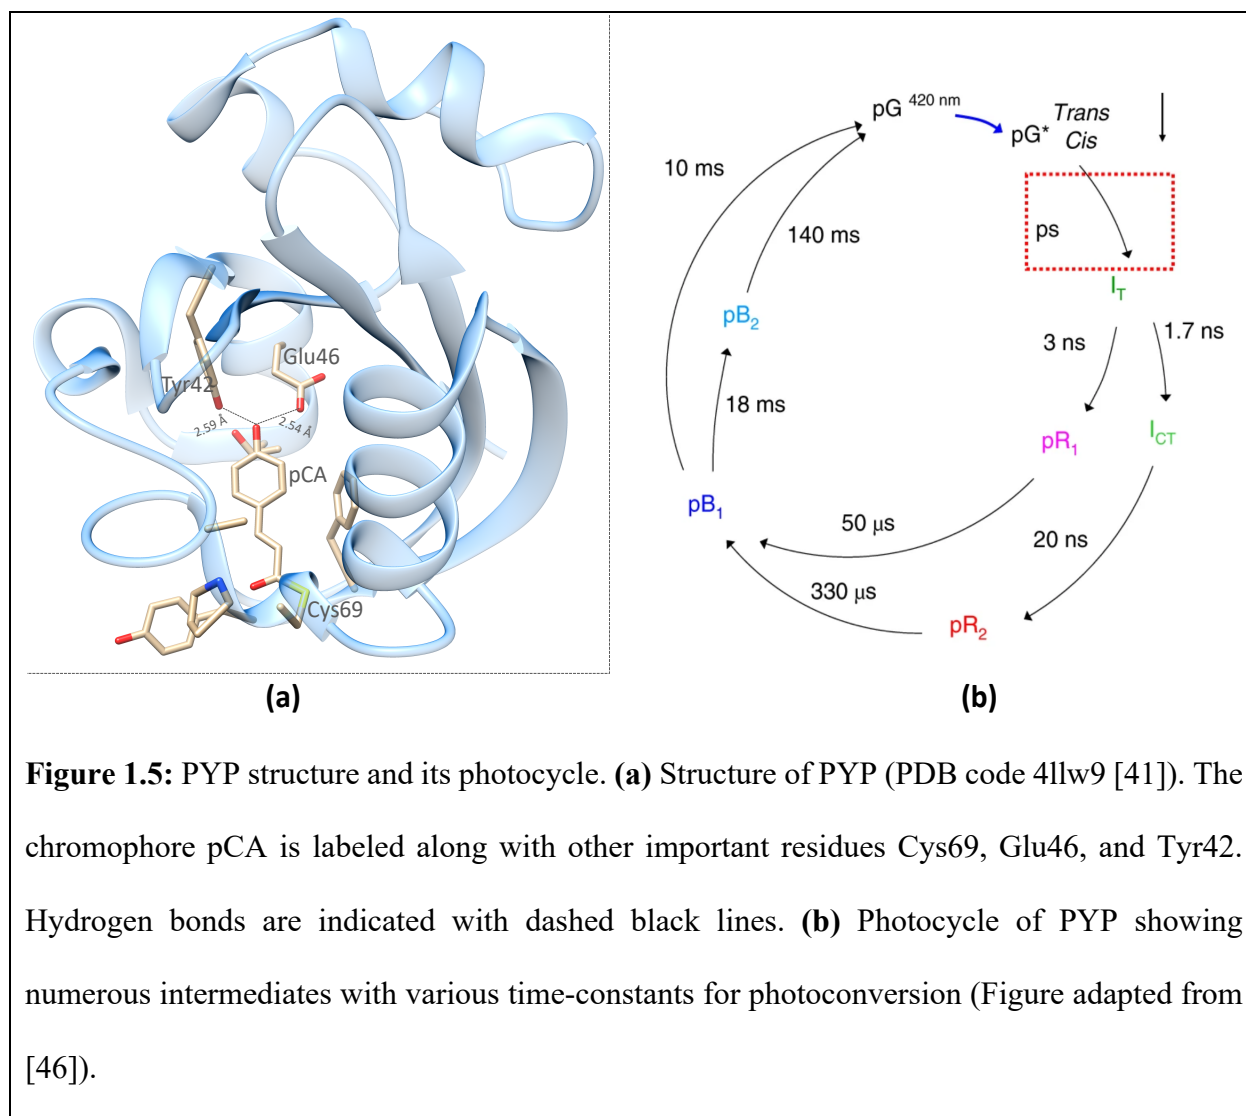 Tyr42
Glu46
2.59 Å
2.54 Å
pCA
Cys69
(a)
pG 420 nm
pG* Trans
Cis
10 ms
140 ms
ps
I_T
pB₂
3 ns
1.7 ns
18 ms
pR₁
I_CT
pB₁
50 µs
20 ns
330 µs
pR₂
(b)
Figure 1.5: PYP structure and its photocycle. (a) Structure of PYP (PDB code 4llw9 [41]). The
chromophore pCA is labeled along with other important residues Cys69, Glu46, and Tyr42.
Hydrogen bonds are indicated with dashed black lines. (b) Photocycle of PYP showing
numerous intermediates with various time-constants for photoconversion (Figure adapted from
[46]).